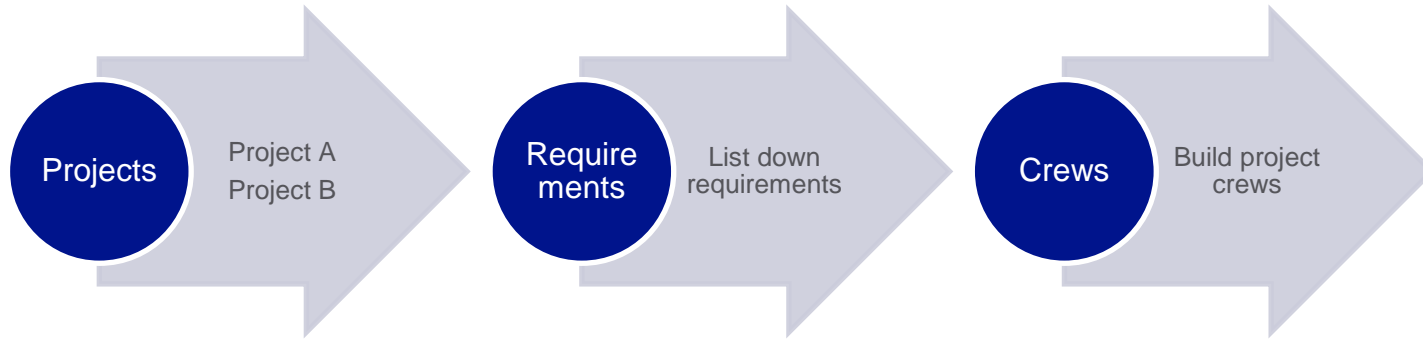 Projects
Project A
Project B
Require
ments
List down
requirements
Crews
Build project
crews